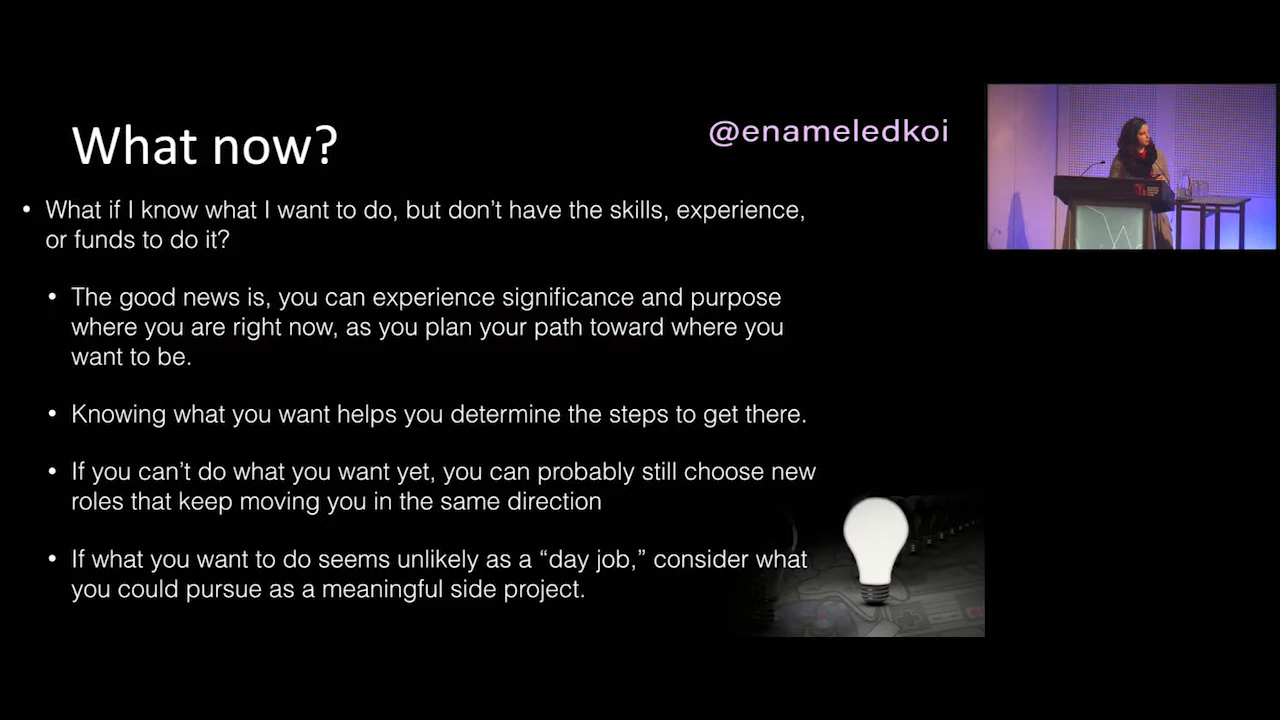 What now?
@enameledkoi
• What if I know what I want to do, but don’t have the skills, experience,
or funds to do it?
• The good news is, you can experience significance and purpose
where you are right now, as you plan your path toward where you
want to be.
• Knowing what you want helps you determine the steps to get there.
• If you can’t do what you want yet, you can probably still choose new
roles that keep moving you in the same direction
• If what you want to do seems unlikely as a “day job,” consider what
you could pursue as a meaningful side project.